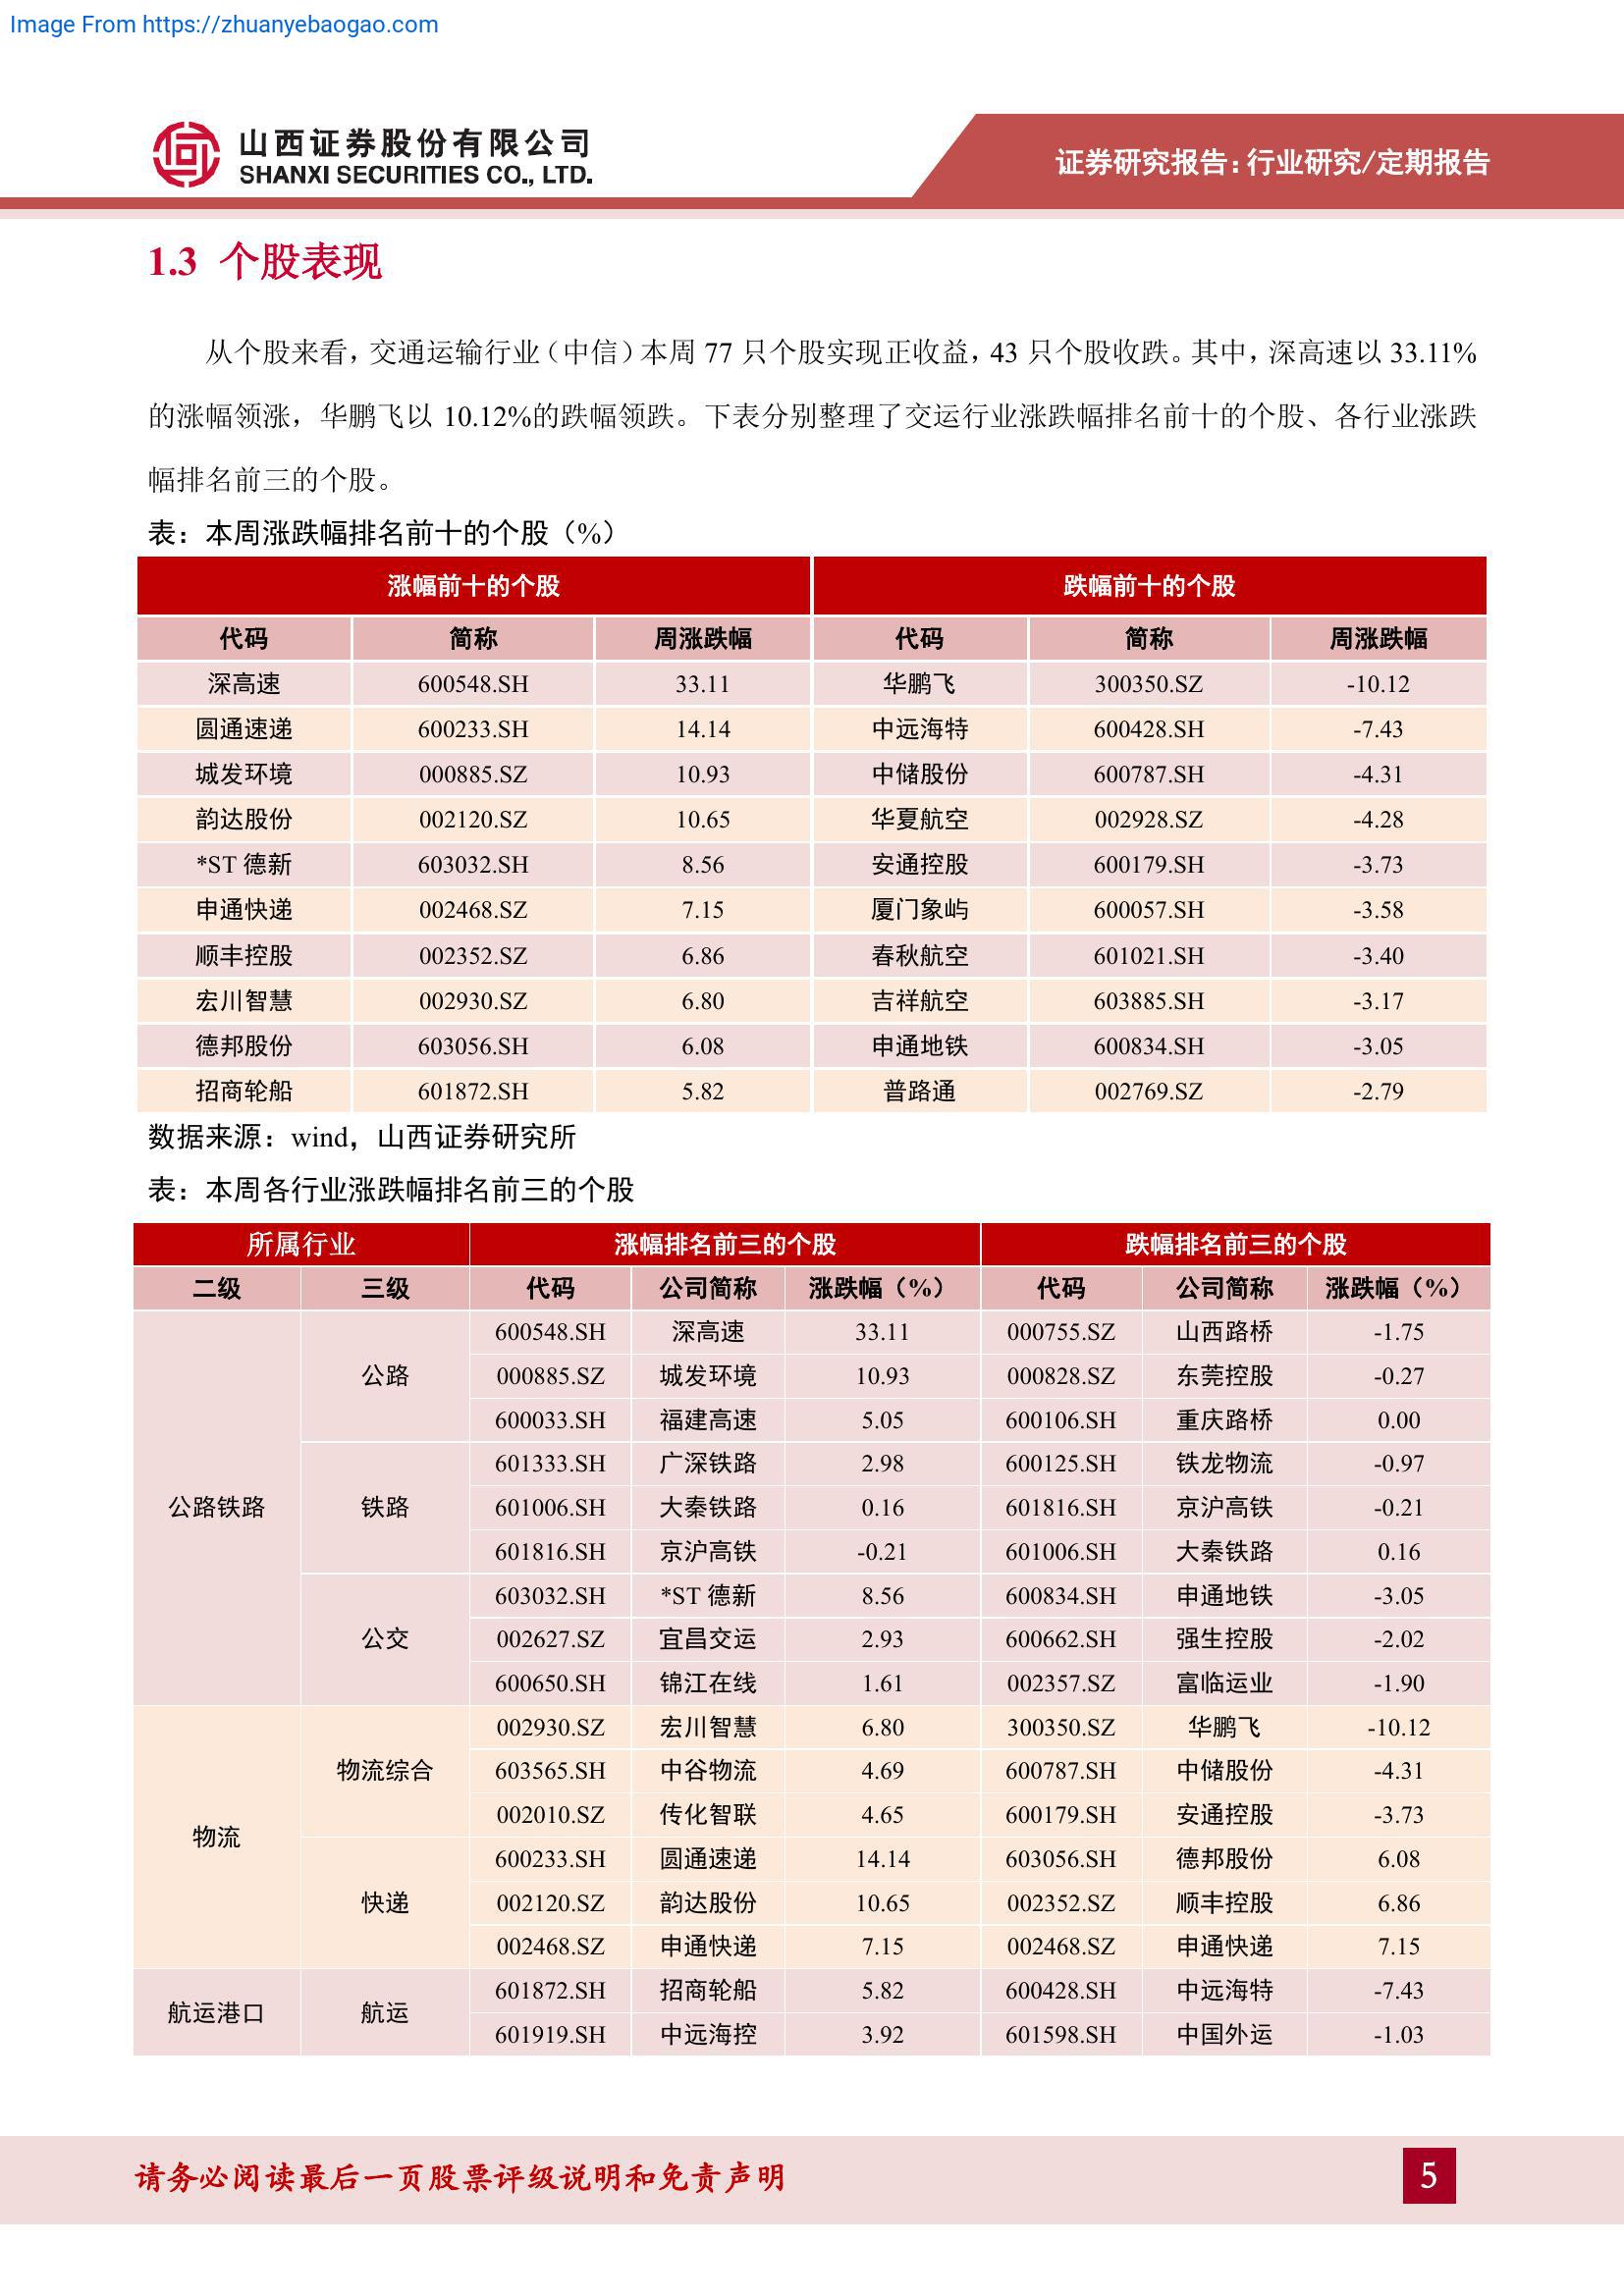 Image From https://zhuanyebaogao.com
山西证券股份有限公司
SHANXI SECURITIES CO., LTD.
证券研究报告：行业研究/定期报告
1.3 个股表现
从个股来看，交通运输行业（中信）本周 77 只个股实现正收益，43 只个股收跌。其中，深高速以 33.11%
的涨幅领涨，华鹏飞以 10.12%的跌幅领跌。下表分别整理了交运行业涨跌幅排名前十的个股、各行业涨跌
幅排名前三的个股。
表：本周涨跌幅排名前十的个股（%）
涨幅前十的个股 跌幅前十的个股
代码 简称 周涨跌幅 代码 简称 周涨跌幅
深高速 600548.SH 33.11 华鹏飞 300350.SZ -10.12
圆通速递 600233.SH 14.14 中远海特 600428.SH -7.43
城发环境 000885.SZ 10.93 中储股份 600787.SH -4.31
韵达股份 002120.SZ 10.65 华夏航空 002928.SZ -4.28
*ST 德新 603032.SH 8.56 安通控股 600179.SH -3.73
申通快递 002468.SZ 7.15 厦门象屿 600057.SH -3.58
顺丰控股 002352.SZ 6.86 春秋航空 601021.SH -3.40
宏川智慧 002930.SZ 6.80 吉祥航空 603885.SH -3.17
德邦股份 603056.SH 6.08 申通地铁 600834.SH -3.05
招商轮船 601872.SH 5.82 普路通 002769.SZ -2.79
数据来源：wind，山西证券研究所
表：本周各行业涨跌幅排名前三的个股
所属行业 涨幅排名前三的个股 跌幅排名前三的个股
二级 三级 代码 公司简称 涨跌幅（%） 代码 公司简称 涨跌幅（%）
600548.SH 深高速 33.11 000755.SZ 山西路桥 -1.75
公路 000885.SZ 城发环境 10.93 000828.SZ 东莞控股 -0.27
600033.SH 福建高速 5.05 600106.SH 重庆路桥 0.00
601333.SH 广深铁路 2.98 600125.SH 铁龙物流 -0.97
公路铁路 铁路 601006.SH 大秦铁路 0.16 601816.SH 京沪高铁 -0.21
601816.SH 京沪高铁 -0.21 601006.SH 大秦铁路 0.16
603032.SH *ST 德新 8.56 600834.SH 申通地铁 -3.05
公交 002627.SZ 宜昌交运 2.93 600662.SH 强生控股 -2.02
600650.SH 锦江在线 1.61 002357.SZ 富临运业 -1.90
002930.SZ 宏川智慧 6.80 300350.SZ 华鹏飞 -10.12
物流综合 603565.SH 中谷物流 4.69 600787.SH 中储股份 -4.31
002010.SZ 传化智联 4.65 600179.SH 安通控股 -3.73
物流
600233.SH 圆通速递 14.14 603056.SH 德邦股份 6.08
快递 002120.SZ 韵达股份 10.65 002352.SZ 顺丰控股 6.86
002468.SZ 申通快递 7.15 002468.SZ 申通快递 7.15
航运港口 航运
601872.SH 招商轮船 5.82 600428.SH 中远海特 -7.43
601919.SH 中远海控 3.92 601598.SH 中国外运 -1.03
请务必阅读最后一页股票评级说明和免责声明
5